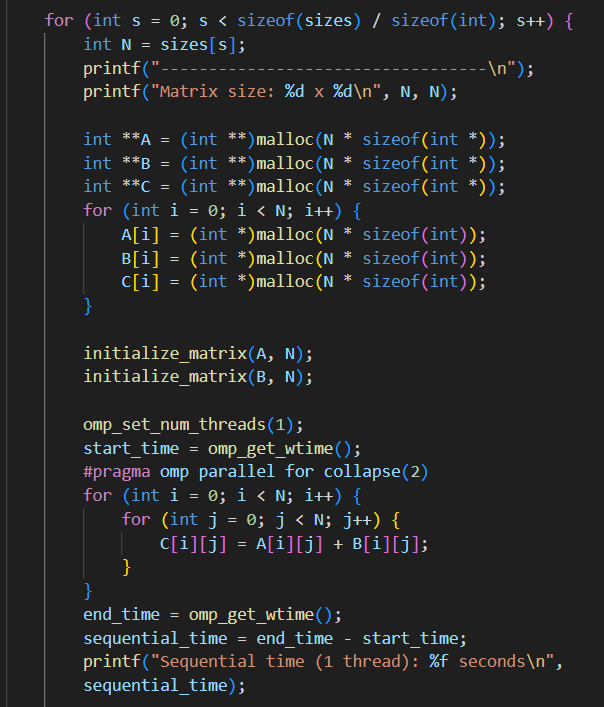 for (int s = 0; s < sizeof(sizes) / sizeof(int); s++) {
int N = sizes[s];
printf("----------------------------------\n");
printf("Matrix size: %d x %d\n", N, N);
int **A = (int **)malloc(N * sizeof(int *));
int **B = (int **)malloc(N * sizeof(int *));
int **C = (int **)malloc(N * sizeof(int *));
for (int i = 0; i < N; i++) {
A[i] = (int *)malloc(N * sizeof(int));
B[i] = (int *)malloc(N * sizeof(int));
C[i] = (int *)malloc(N * sizeof(int));
}
initialize_matrix(A, N);
initialize_matrix(B, N);
omp_set_num_threads(1);
start_time = omp_get_wtime();
#pragma omp parallel for collapse(2)
for (int i = 0; i < N; i++) {
for (int j = 0; j < N; j++) {
C[i][j] = A[i][j] + B[i][j];
}
}
end_time = omp_get_wtime();
sequential_time = end_time - start_time;
printf("Sequential time (1 thread): %f seconds\n",
sequential_time);